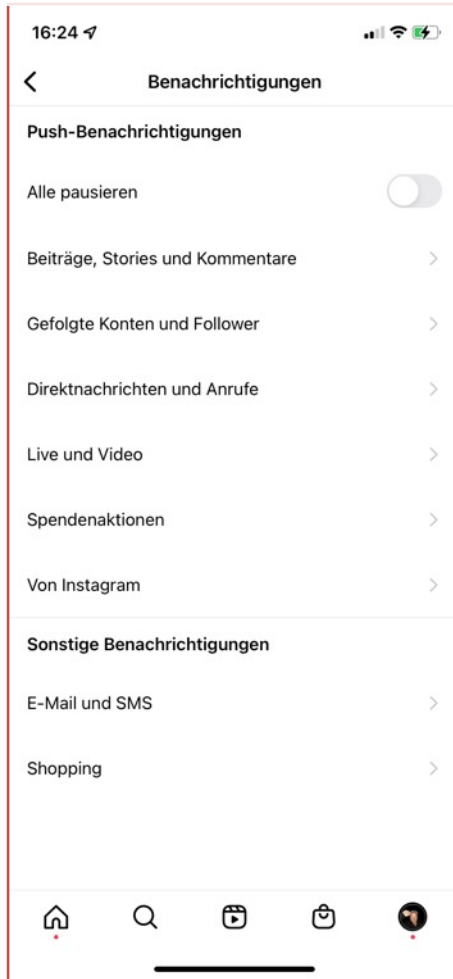 16:24
Benachrichtigungen
Push-Benachrichtigungen
Alle pausieren
Beiträge, Stories und Kommentare
Gefolgte Konten und Follower
Direktnachrichten und Anrufe
Live und Video
Spendenaktionen
Von Instagram
Sonstige Benachrichtigungen
E-Mail und SMS
Shopping